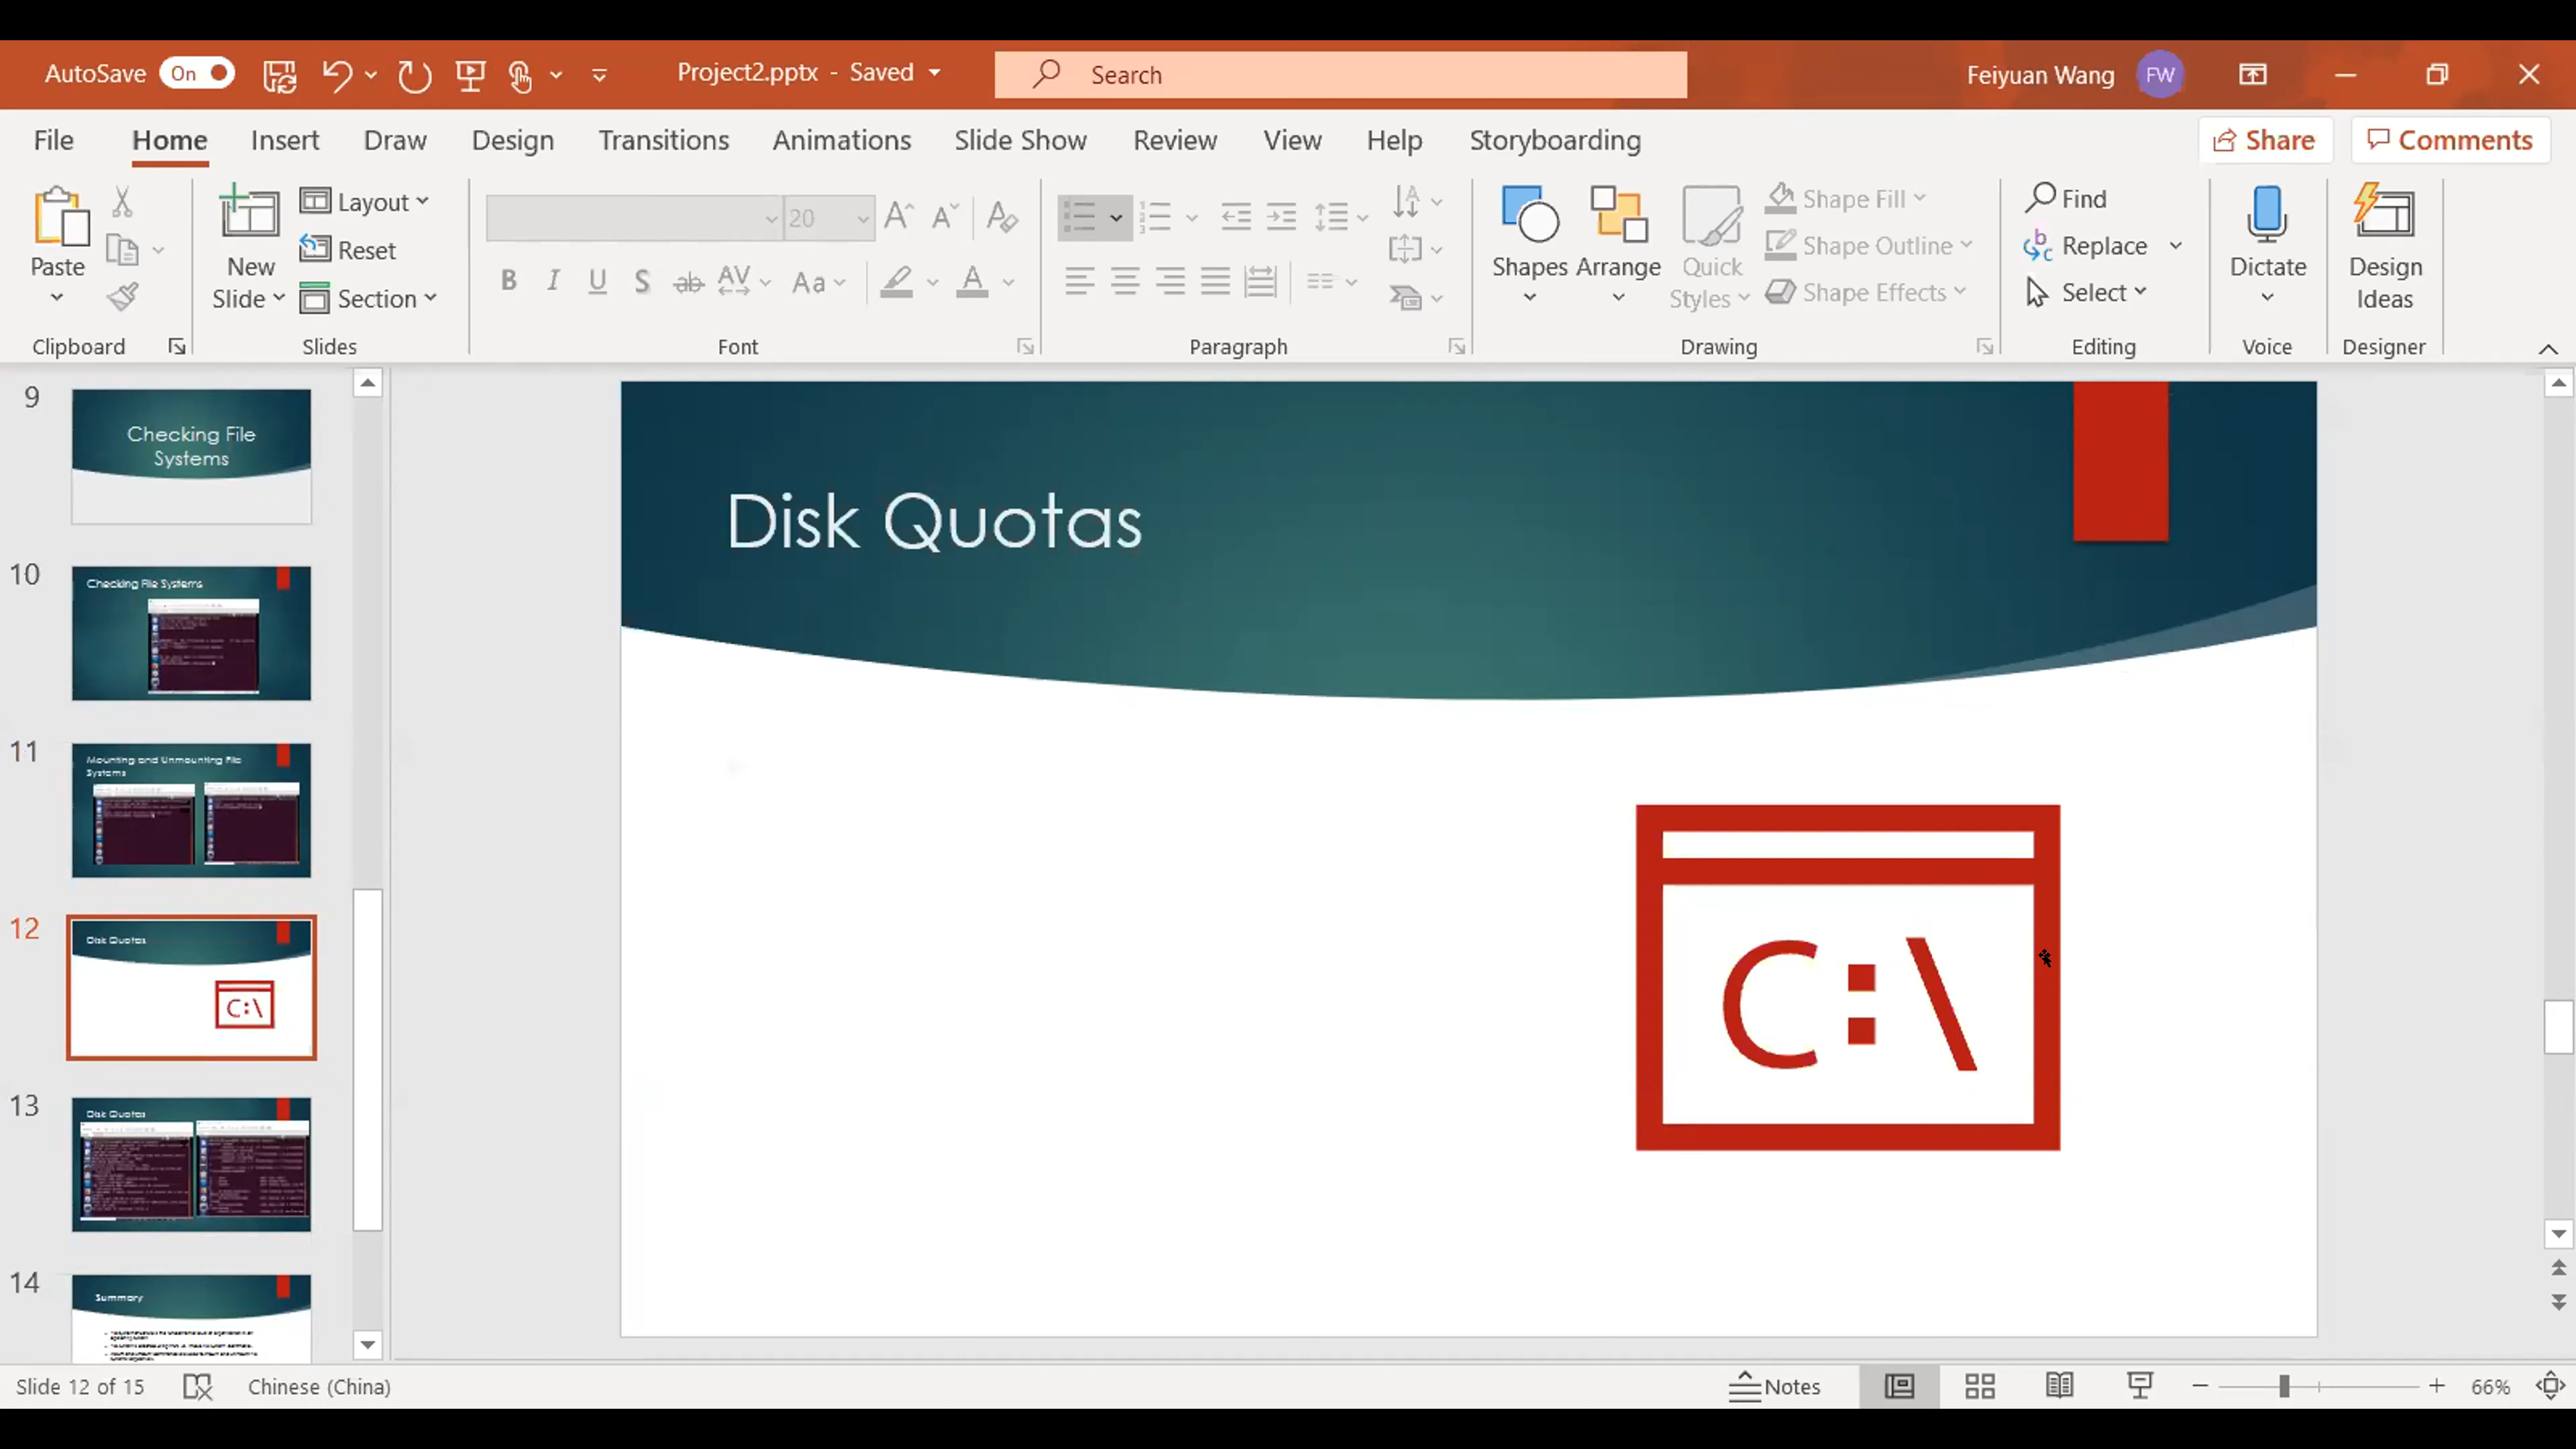 AutoSave On Project2.pptx - Saved Search Feiyuan Wang FW
File Home Insert Draw Design Transitions Animations Slide Show Review View Help Storyboarding Share Comments
Paste
New
Slide
Layout
Reset
Section
20
Shapes
Arrange
Quick
Styles
Shape Fill
Shape Outline
Shape Effects
Find
Replace
Select
Dictate
Design
Ideas
Clipboard Slides Font Paragraph Drawing Editing Voice Designer
9
Checking File
Systems
10
Checking File Systems
11
Mounting and Unmounting File
Systems
12
Disk Quotas
C:\
13
Disk Quotas
14
Summary
Disk Quotas
C:\
Slide 12 of 15 Chinese (China) Notes 66%